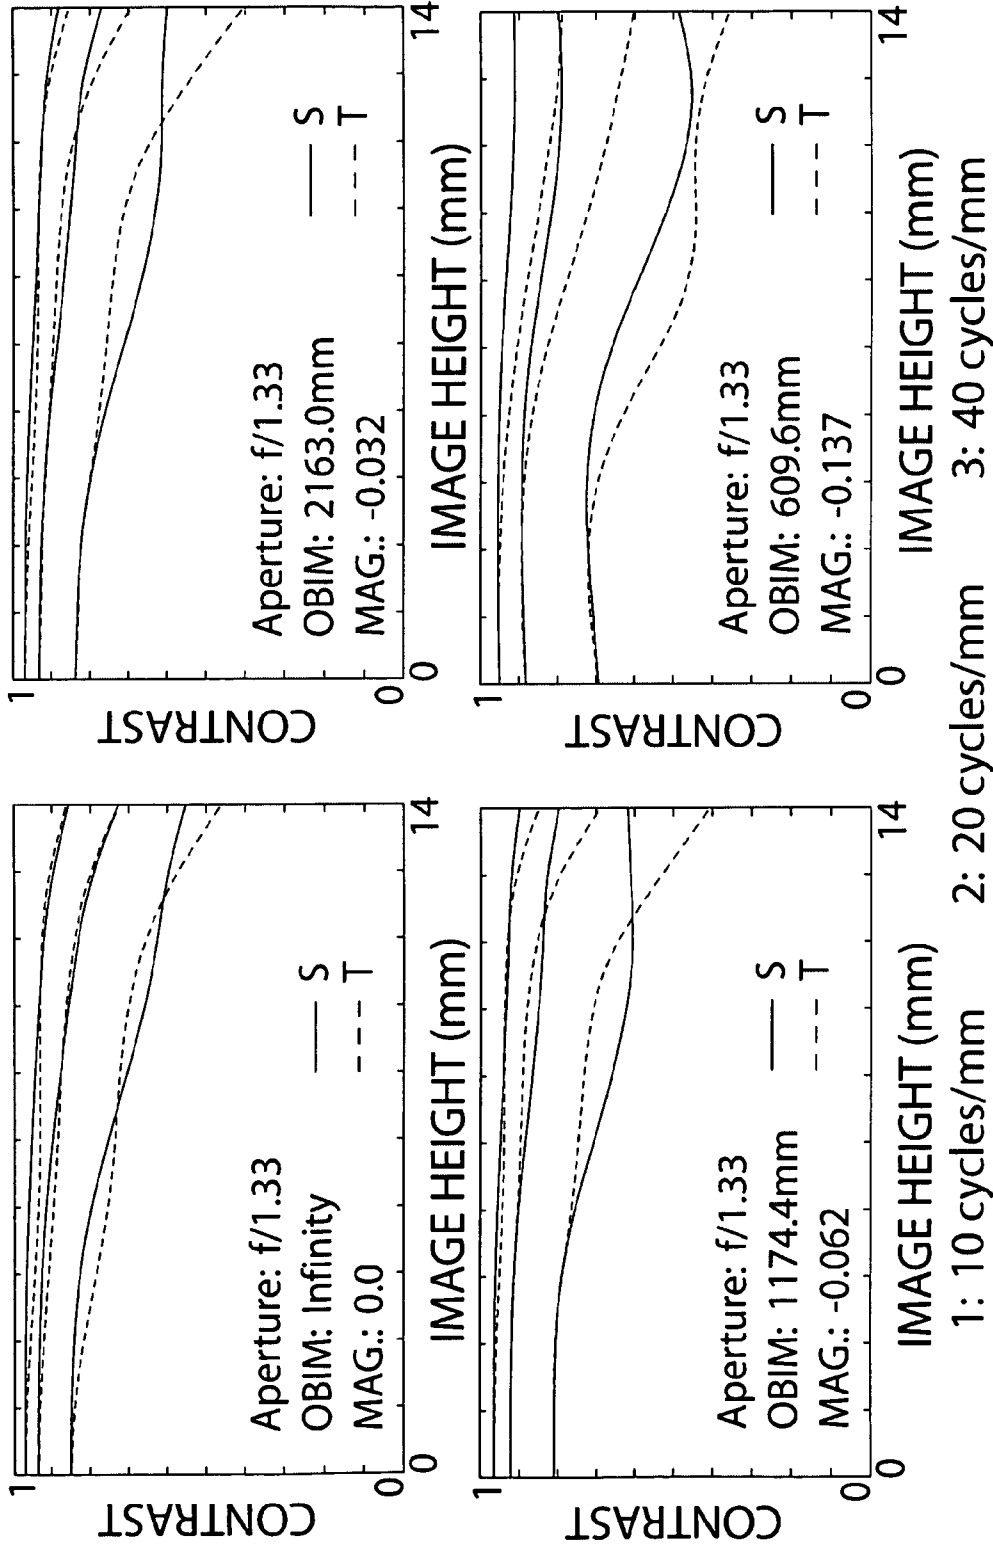 1
0
CONTRAST
0
14
IMAGE HEIGHT (mm)
Aperture: f/1.33
OBIM: Infinity
MAG.: 0.0
S
T
1
0
CONTRAST
0
14
IMAGE HEIGHT (mm)
Aperture: f/1.33
OBIM: 2163.0mm
MAG.: -0.032
S
T
1
0
CONTRAST
0
14
IMAGE HEIGHT (mm)
Aperture: f/1.33
OBIM: 1174.4mm
MAG.: -0.062
S
T
1
0
CONTRAST
0
14
IMAGE HEIGHT (mm)
Aperture: f/1.33
OBIM: 609.6mm
MAG.: -0.137
S
T
1: 10 cycles/mm 2: 20 cycles/mm 3: 40 cycles/mm